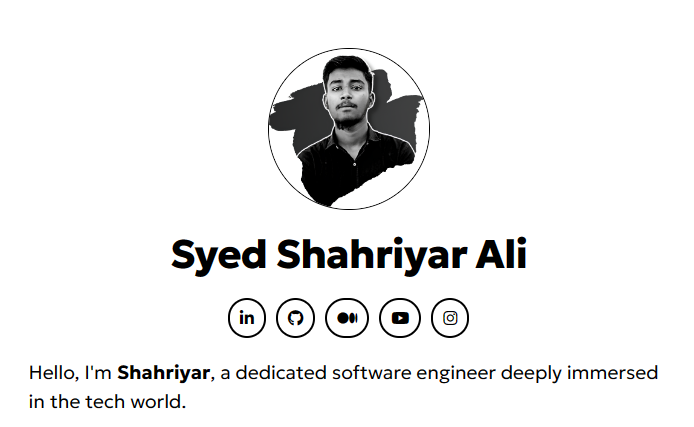 Syed Shahriyar Ali
in
Hello, I'm Shahriyar, a dedicated software engineer deeply immersed
in the tech world.